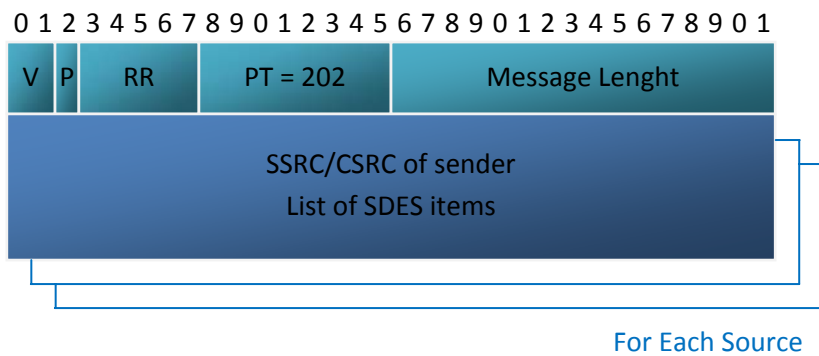 0 1 2 3 4 5 6 7 8 9 0 1 2 3 4 5 6 7 8 9 0 1 2 3 4 5 6 7 8 9 0 1
V P RR PT = 202 Message Lenght
SSRC/CSRC of sender
List of SDES items
For Each Source